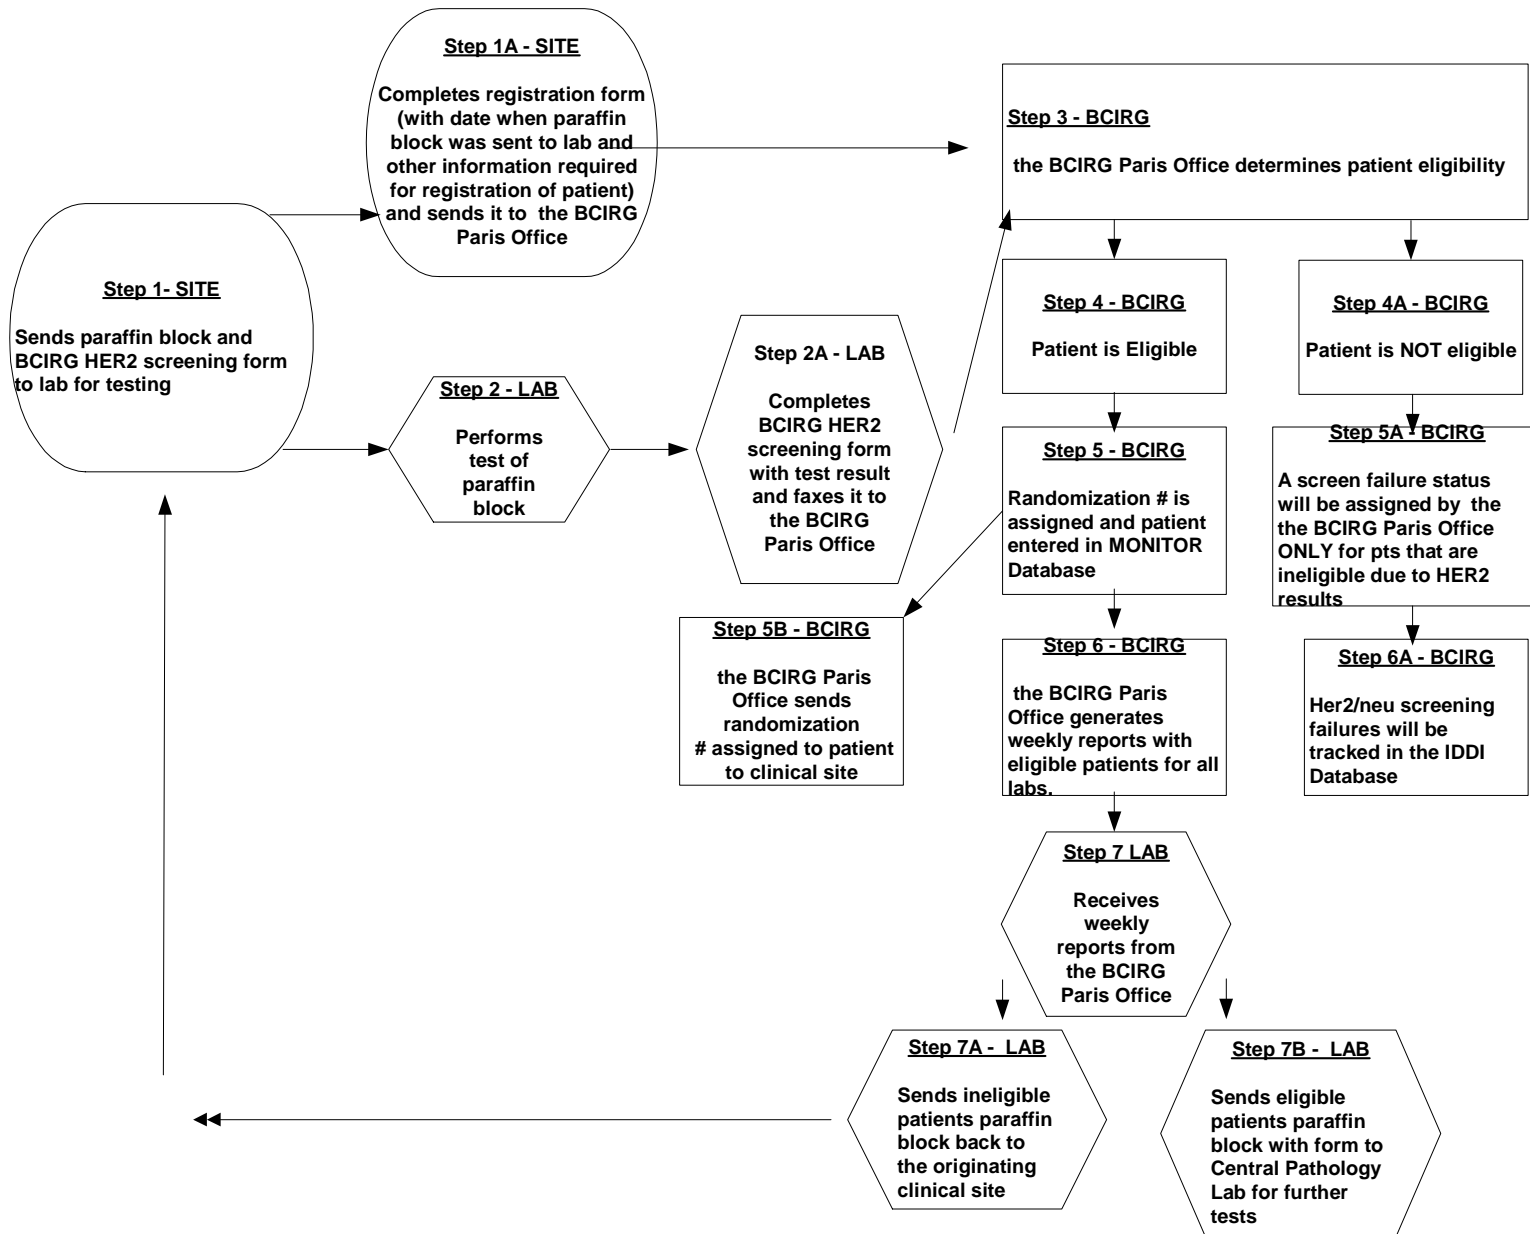 Step 1A - SITE
Completes registration form
(with date when paraffin
block was sent to lab and
other information required
for registration of patient)
and sends it to the BCIRG
Paris Office
Step 3 - BCIRG
the BCIRG Paris Office determines patient eligibility
Step 1- SITE
Sends paraffin block and
BCIRG HER2 screening form
to lab for testing
Step 2 - LAB
Performs
test of
paraffin
block
Step 2A - LAB
Completes
BCIRG HER2
screening form
with test result
and faxes it to
the BCIRG
Paris Office
Step 4 - BCIRG
Patient is Eligible
Step 4A - BCIRG
Patient is NOT eligible
Step 5 - BCIRG
Randomization # is
assigned and patient
entered in MONITOR
Database
Step 5A - BCIRG
A screen failure status
will be assigned by the
the BCIRG Paris Office
ONLY for pts that are
ineligible due to HER2
results
Step 5B - BCIRG
the BCIRG Paris
Office sends
randomization
# assigned to patient
to clinical site
Step 6 - BCIRG
the BCIRG Paris
Office generates
weekly reports with
eligible patients for all
labs.
Step 6A - BCIRG
Her2/neu screening
failures will be
tracked in the IDDI
Database
Step 7 LAB
Receives
weekly
reports from
the BCIRG
Paris Office
Step 7A - LAB
Sends ineligible
patients paraffin
block back to
the originating
clinical site
Step 7B - LAB
Sends eligible
patients paraffin
block with form to
Central Pathology
Lab for further
tests